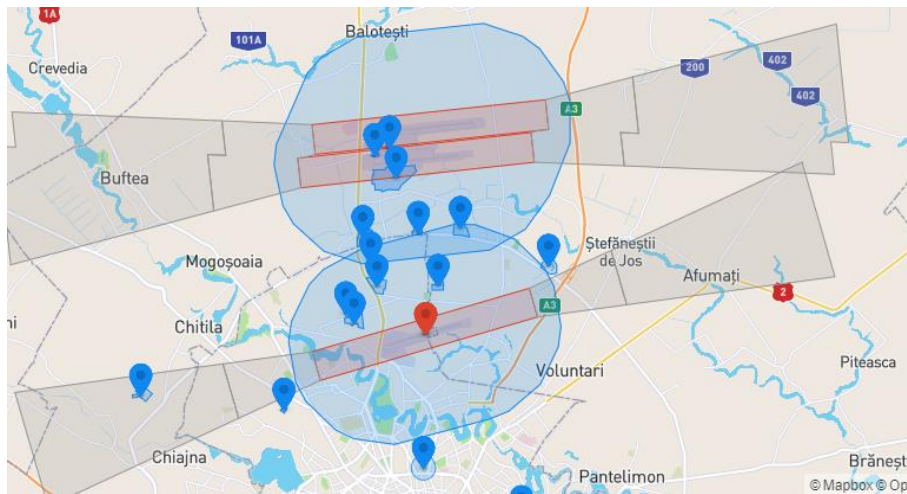 1A
Balotești
101A
Crevedia
200
402
402
A3
Buftea
Ștefăneștii
de Jos
Mogoșoaia
Afumați
2
A3
ni
Chitila
Piteasca
Voluntari
Chiajna
Pantelimon
Brănești
© Mapbox © Op